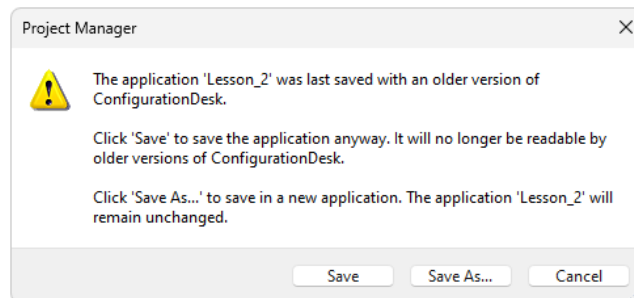 Project Manager
The application 'Lesson_2' was last saved with an older version of
ConfigurationDesk.
Click 'Save' to save the application anyway. It will no longer be readable by
older versions of ConfigurationDesk.
Click 'Save As...' to save in a new application. The application 'Lesson_2' will
remain unchanged.
Save
Save As...
Cancel